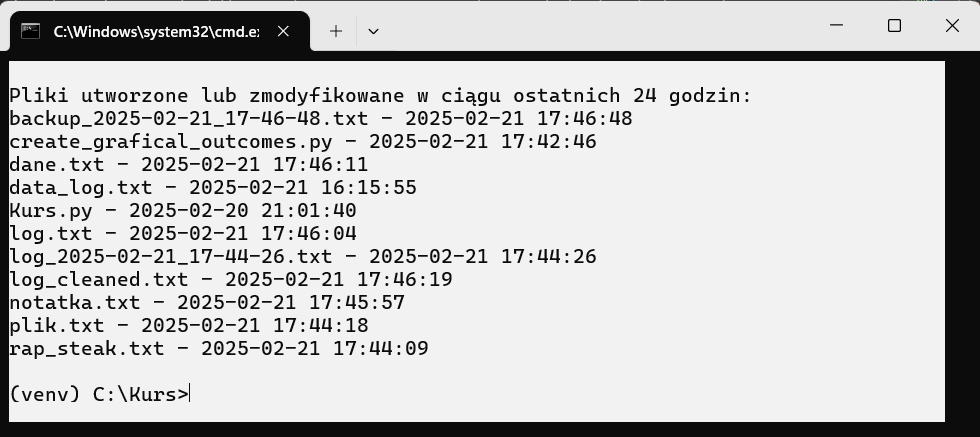 C:\Windows\system32\cmd.e
Pliki utworzone lub zmodyfikowane w ciągu ostatnich 24 godzin:
backup_2025-02-21_17-46-48.txt - 2025-02-21 17:46:48
create_grafical_outcomes.py - 2025-02-21 17:42:46
dane.txt - 2025-02-21 17:46:11
data_log.txt - 2025-02-21 16:15:55
Kurs.py - 2025-02-20 21:01:40
log.txt - 2025-02-21 17:46:04
log_2025-02-21_17-44-26.txt - 2025-02-21 17:44:26
log_cleaned.txt - 2025-02-21 17:46:19
notatka.txt - 2025-02-21 17:45:57
plik.txt - 2025-02-21 17:44:18
rap_steak.txt - 2025-02-21 17:44:09
(venv) C:\Kurs>